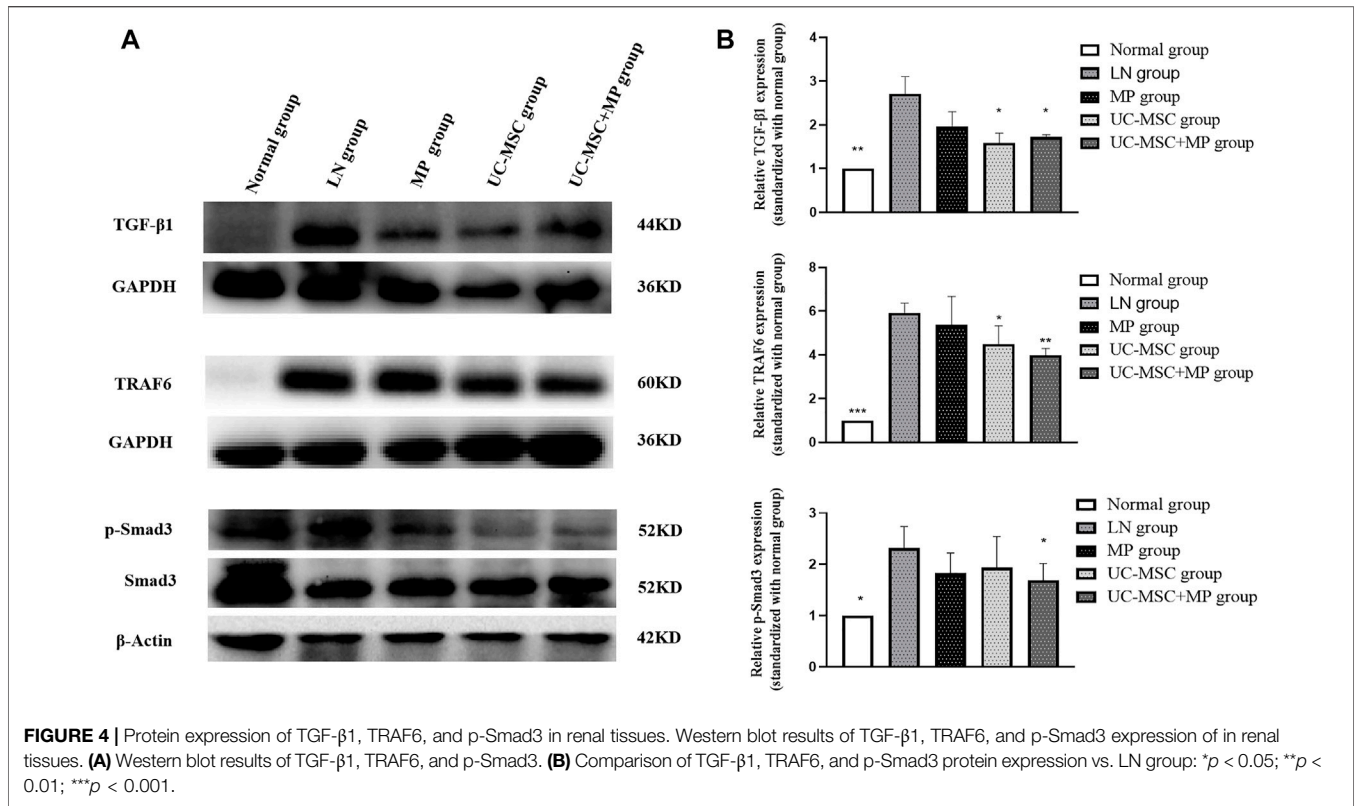 A
Normal group
LN group
MP group
UC-MSC group
UC-MSC+MP group
TGF-β1
44KD
GAPDH
36KD
TRAF6
60KD
GAPDH
36KD
p-Smad3
52KD
Smad3
52KD
β-Actin
42KD
B
Relative TGF-β1 expression
(standardized with normal group)
4
3
2
1
0
**
*
*
Normal group
LN group
MP group
UC-MSC group
UC-MSC+MP group
Relative TRAF6 expression
(standardized with normal group)
8
6
4
2
0
***
*
**
Normal group
LN group
MP group
UC-MSC group
UC-MSC+MP group
Relative p-Smad3 expression
(standardized with normal group)
3
2
1
0
*
*
Normal group
LN group
MP group
UC-MSC group
UC-MSC+MP group
FIGURE 4 | Protein expression of TGF-β1, TRAF6, and p-Smad3 in renal tissues. Western blot results of TGF-β1, TRAF6, and p-Smad3 expression of in renal
tissues. (A) Western blot results of TGF-β1, TRAF6, and p-Smad3. (B) Comparison of TGF-β1, TRAF6, and p-Smad3 protein expression vs. LN group: *p < 0.05; **p <
0.01; ***p < 0.001.